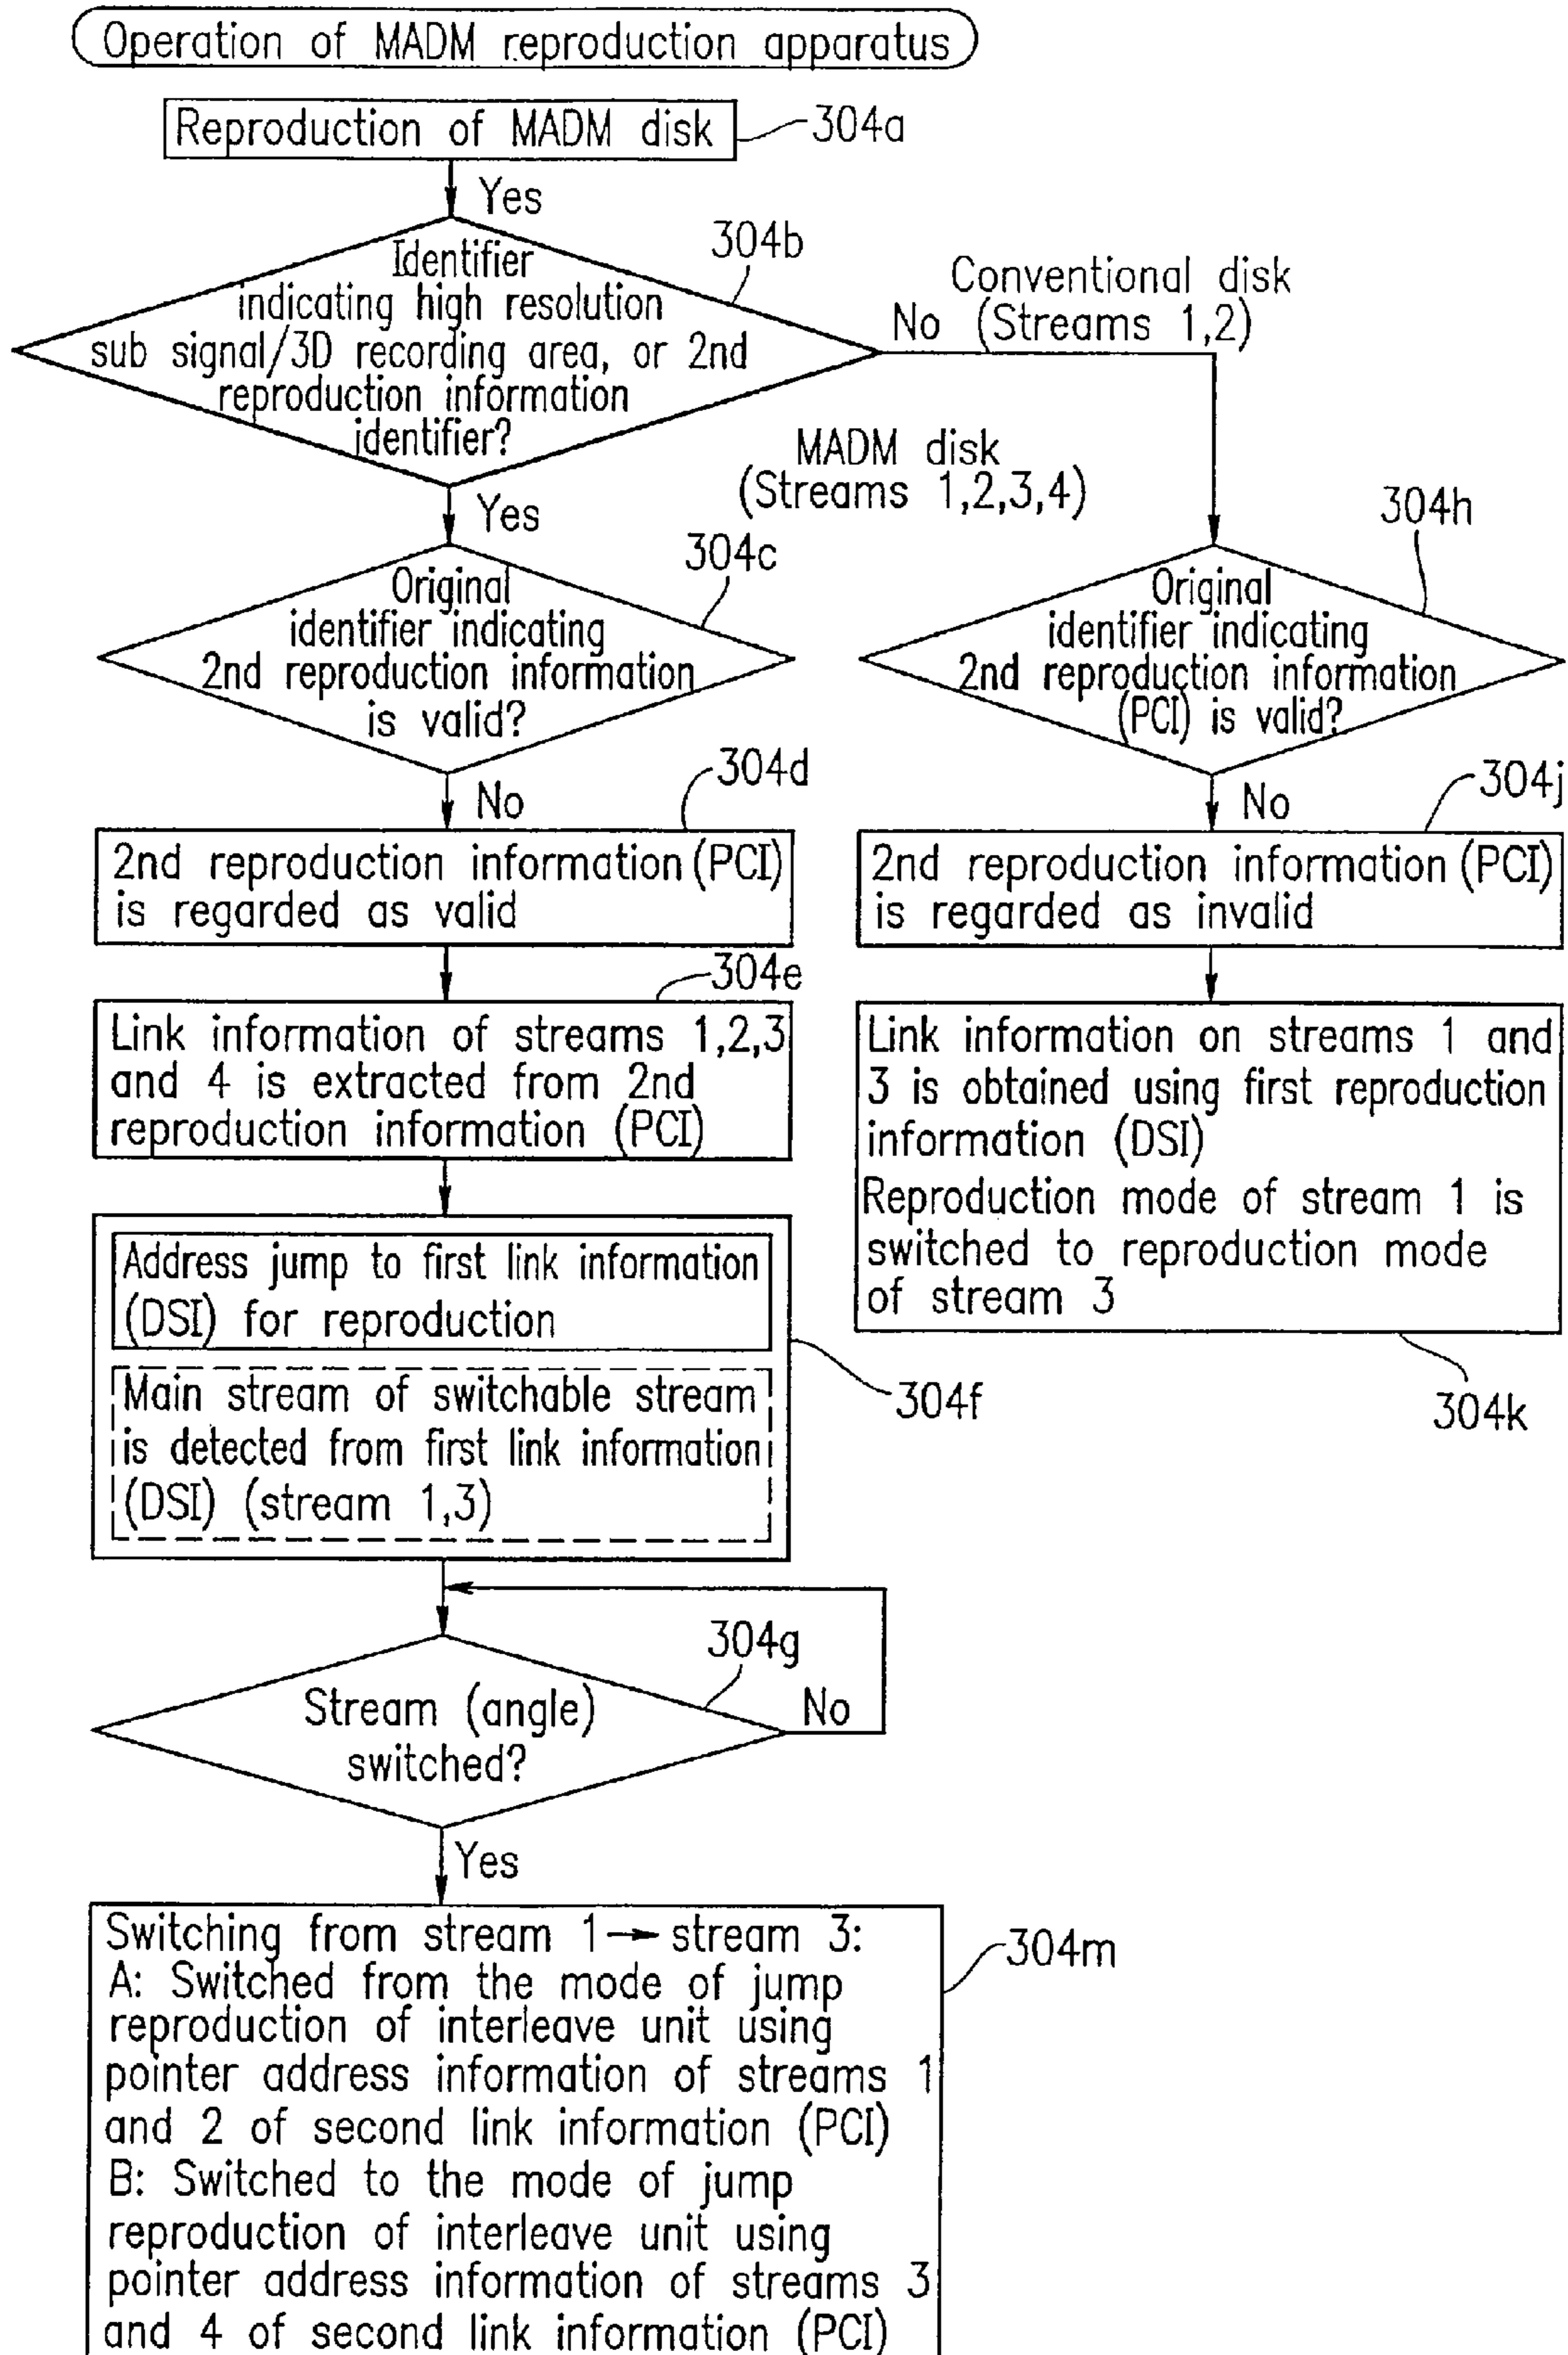 Operation of MADM reproduction apparatus
Reproduction of MADM disk
304a
Yes
304b
Identifier
indicating high resolution
sub signal/3D recording area, or 2nd
reproduction information
identifier?
Conventional disk
No (Streams 1,2)
MADM disk
(Streams 1,2,3,4)
Yes
304c
Original
identifier indicating
2nd reproduction information
is valid?
304h
Original
identifier indicating
2nd reproduction information
(PCI) is valid?
No
304d
2nd reproduction information (PCI)
is regarded as valid
No
304j
2nd reproduction information (PCI)
is regarded as invalid
304e
Link information of streams 1,2,3
and 4 is extracted from 2nd
reproduction information (PCI)
Link information on streams 1 and
3 is obtained using first reproduction
information (DSI)
Reproduction mode of stream 1 is
switched to reproduction mode
of stream 3
304k
Address jump to first link information
(DSI) for reproduction
Main stream of switchable stream
is detected from first link information
(DSI) (stream 1,3)
304f
304g
Stream (angle)
switched?
No
Yes
Switching from stream 1→ stream 3:
A: Switched from the mode of jump
reproduction of interleave unit using
pointer address information of streams 1
and 2 of second link information (PCI)
B: Switched to the mode of jump
reproduction of interleave unit using
pointer address information of streams 3
and 4 of second link information (PCI)
304m